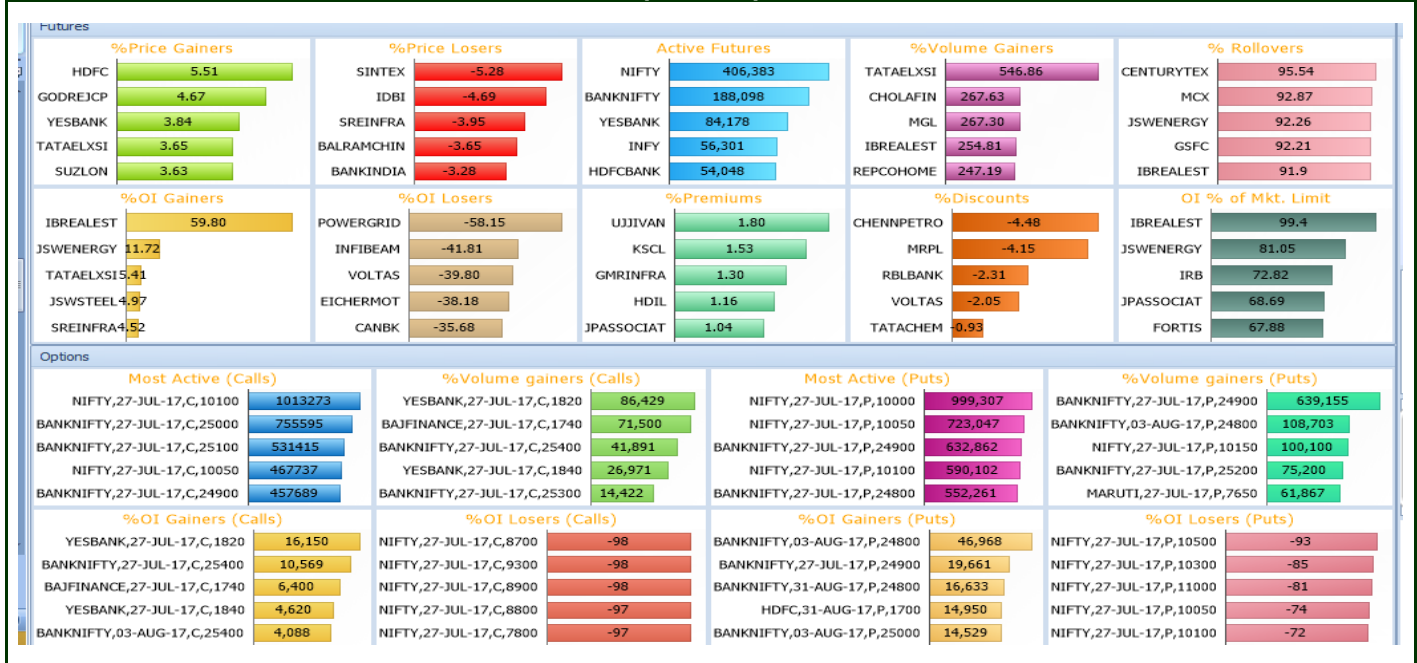 Futures
%Price Gainers
HDFC 5.51
GODREJCP 4.67
YESBANK 3.84
TATAELXSI 3.65
SUZLON 3.63
%Price Losers
SINTEX -5.28
IDBI -4.69
SREINFRA -3.95
BALRAMCHIN -3.65
BANKINDIA -3.28
Active Futures
NIFTY 406,383
BANKNIFTY 188,098
YESBANK 84,178
INFY 56,301
HDFCBANK 54,048
%Volume Gainers
TATAELXSI 546.86
CHOLAFIN 267.63
MGL 267.30
IBREALEST 254.81
REPCOHOME 247.19
% Rollovers
CENTURYTEX 95.54
MCX 92.87
JSWENERGY 92.26
GSFC 92.21
IBREALEST 91.9
%OI Gainers
IBREALEST 59.80
JSWENERGY 11.72
TATAELXSI 5.41
JSWSTEEL 4.97
SREINFRA 4.52
%OI Losers
POWERGRID -58.15
INFIBEAM -41.81
VOLTAS -39.80
EICHERMOT -38.18
CANBK -35.68
%Premiums
UJJIVAN 1.80
KSCL 1.53
GMRINFRA 1.30
HDIL 1.16
JPASSOCIAT 1.04
%Discounts
CHENNPETRO -4.48
MRPL -4.15
RBLBANK -2.31
VOLTAS -2.05
TATACHEM -0.93
OI % of Mkt. Limit
IBREALEST 99.4
JSWENERGY 81.05
IRB 72.82
JPASSOCIAT 68.69
FORTIS 67.88
Options
Most Active (Calls)
NIFTY,27-JUL-17,C,10100 1013273
BANKNIFTY,27-JUL-17,C,25000 755595
BANKNIFTY,27-JUL-17,C,25100 531415
NIFTY,27-JUL-17,C,10050 467737
BANKNIFTY,27-JUL-17,C,24900 457689
%Volume gainers (Calls)
YESBANK,27-JUL-17,C,1820 86,429
BAJFINANCE,27-JUL-17,C,1740 71,500
BANKNIFTY,27-JUL-17,C,25400 41,891
YESBANK,27-JUL-17,C,1840 26,971
BANKNIFTY,27-JUL-17,C,25300 14,422
Most Active (Puts)
NIFTY,27-JUL-17,P,10000 999,307
NIFTY,27-JUL-17,P,10050 723,047
BANKNIFTY,27-JUL-17,P,24900 632,862
NIFTY,27-JUL-17,P,10100 590,102
BANKNIFTY,27-JUL-17,P,24800 552,261
%Volume gainers (Puts)
BANKNIFTY,27-JUL-17,P,24900 639,155
BANKNIFTY,03-AUG-17,P,24800 108,703
NIFTY,27-JUL-17,P,10150 100,100
BANKNIFTY,27-JUL-17,P,25200 75,200
MARUTI,27-JUL-17,P,7650 61,867
%OI Gainers (Calls)
YESBANK,27-JUL-17,C,1820 16,150
BANKNIFTY,27-JUL-17,C,25400 10,569
BAJFINANCE,27-JUL-17,C,1740 6,400
YESBANK,27-JUL-17,C,1840 4,620
BANKNIFTY,03-AUG-17,C,25400 4,088
%OI Losers (Calls)
NIFTY,27-JUL-17,C,8700 -98
NIFTY,27-JUL-17,C,9300 -98
NIFTY,27-JUL-17,C,8900 -98
NIFTY,27-JUL-17,C,8800 -97
NIFTY,27-JUL-17,C,7800 -97
%OI Gainers (Puts)
BANKNIFTY,03-AUG-17,P,24800 46,968
BANKNIFTY,27-JUL-17,P,24900 19,661
BANKNIFTY,31-AUG-17,P,24800 16,633
HDFC,31-AUG-17,P,1700 14,950
BANKNIFTY,03-AUG-17,P,25000 14,529
%OI Losers (Puts)
NIFTY,27-JUL-17,P,10500 -93
NIFTY,27-JUL-17,P,10300 -85
NIFTY,27-JUL-17,P,11000 -81
NIFTY,27-JUL-17,P,10050 -74
NIFTY,27-JUL-17,P,10100 -72